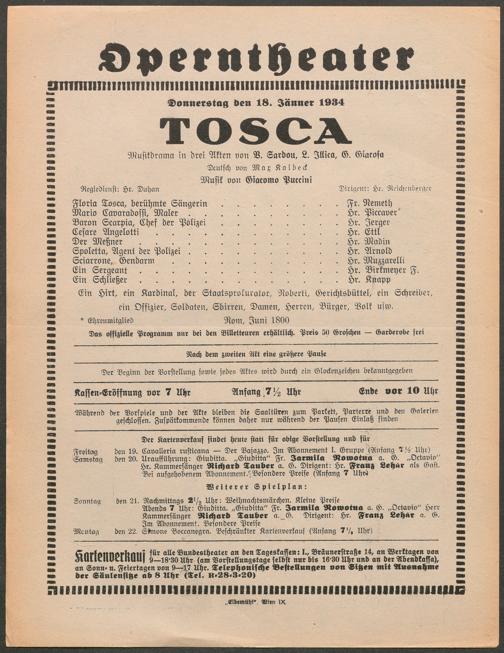 Operntheater
Donnerstag den 18. Jänner 1934
TOSCA
Musikdrama in drei Akten von V. Sardou, L. Illica, G. Giacosa
Deutsch von Max Kalbeck
Musik von Giacomo Puccini
Regiedienst: Hr. Duhan Dirigent: Hr. Reichenberger
Floria Tosca, berühmte Sängerin . . . . . . . . Fr. Nemeth
Mario Cavaradossi, Maler . . . . . . . . Hr. Piccaver*
Baron Scarpia, Chef der Polizei . . . . . . . . Hr. Jerger
Cesare Angelotti . . . . . . . . Hr. Ettl
Der Meßner . . . . . . . . Hr. Madin
Spoletta, Agent der Polizei . . . . . . . . Hr. Arnold
Sciarrone, Gendarm . . . . . . . . Hr. Muzzarelli
Ein Sergeant . . . . . . . . Hr. Birkmeyer F.
Ein Schließer . . . . . . . . Hr. Knapp
Ein Hirt, ein Kardinal, der Staatsprokurator, Roberti, Gerichtsbüttel, ein Schreiber,
ein Offizier, Soldaten, Sbirren, Damen, Herren, Bürger, Volk usw.
* Ehrenmitglied Rom, Juni 1800
Das offizielle Programm nur bei den Billetteuren erhältlich. Preis 50 Groschen — Garderobe frei
Nach dem zweiten Akt eine größere Pause
Der Beginn der Vorstellung sowie jedes Aktes wird durch ein Glockenzeichen bekanntgegeben
Kassen-Eröffnung vor 7 Uhr Anfang 7½ Uhr Ende vor 10 Uhr
Während der Vorspiele und der Akte bleiben die Saaltüren zum Parkett, Parterre und den Galerien
geschlossen. Zuspätkommende können daher nur während der Pausen Einlaß finden
Der Kartenverkauf findet heute statt für obige Vorstellung und für
Freitag den 19. Cavalleria rusticana — Der Bajazzo. Im Abonnement I. Gruppe (Anfang 7½ Uhr)
Samstag den 20. Uraufführung: Giuditta. „Giuditta“ Fr. Jarmila Nowotna a. G. „Octavio“
Hr. Kammersänger Richard Tauber a. G. Dirigent: Hr. Franz Lehar als Gast.
Bei aufgehobenem Abonnement. Besondere Preise (Anfang 7 Uhr)
Weiterer Spielplan:
Sonntag den 21. Nachmittags 2½ Uhr: Weihnachtsmärchen. Kleine Preise
Abends 7 Uhr: Giuditta. „Giuditta“ Fr. Jarmila Nowotna a. G. „Octavio“ Herr
Kammersänger Richard Tauber a. G. Dirigent: Hr. Franz Lehar a. G.
Im Abonnement. Besondere Preise
Montag den 22. Simone Boccanegra. Beschränkter Kartenverkauf (Anfang 7½ Uhr)
Kartenverkauf für alle Bundestheater an den Tageskassen: I., Bräunerstraße 14, an Werktagen von
9—18·30 Uhr (am Vorstellungstage selbst nur bis 16·30 Uhr und an der Abendkassa),
an Sonn- u. Feiertagen von 9—17 Uhr. Telephonische Bestellungen von Sitzen mit Ausnahme
der Säulensitze ab 8 Uhr (Tel. R-28-3-20)
„Elbemühl“, Wien IX.